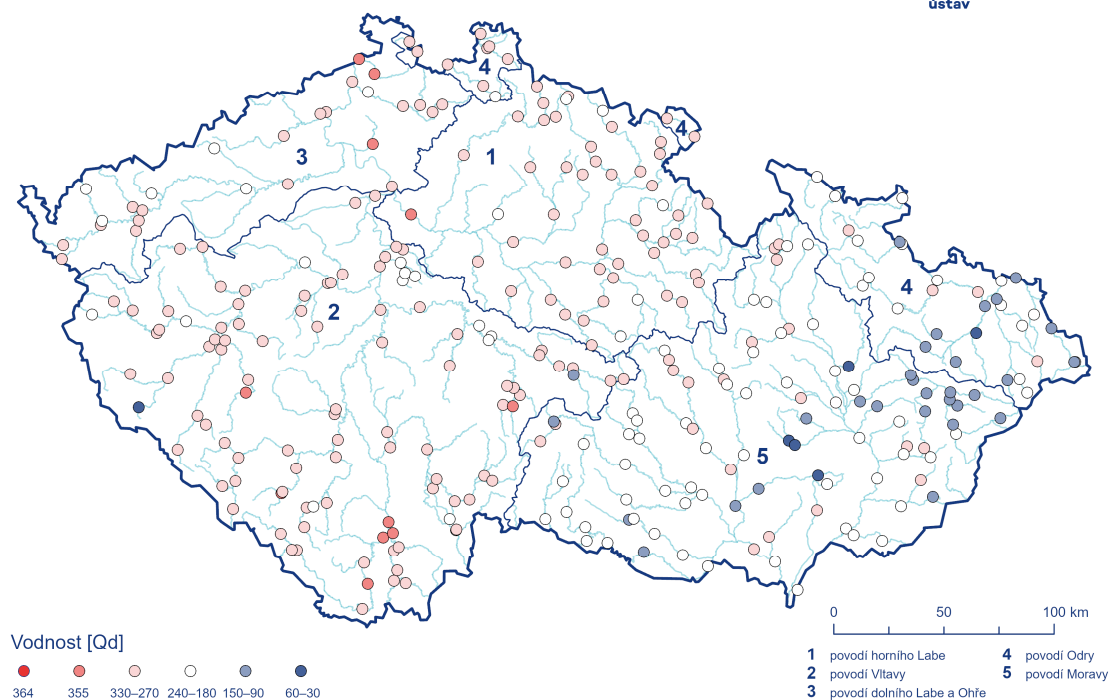 ústav
4
4
3
1
4
2
5
0 50 100 km
Vodnost [Qd]
364 355 330–270 240–180 150–90 60–30
1 povodí horního Labe
2 povodí Vltavy
3 povodí dolního Labe a Ohře
4 povodí Odry
5 povodí Moravy